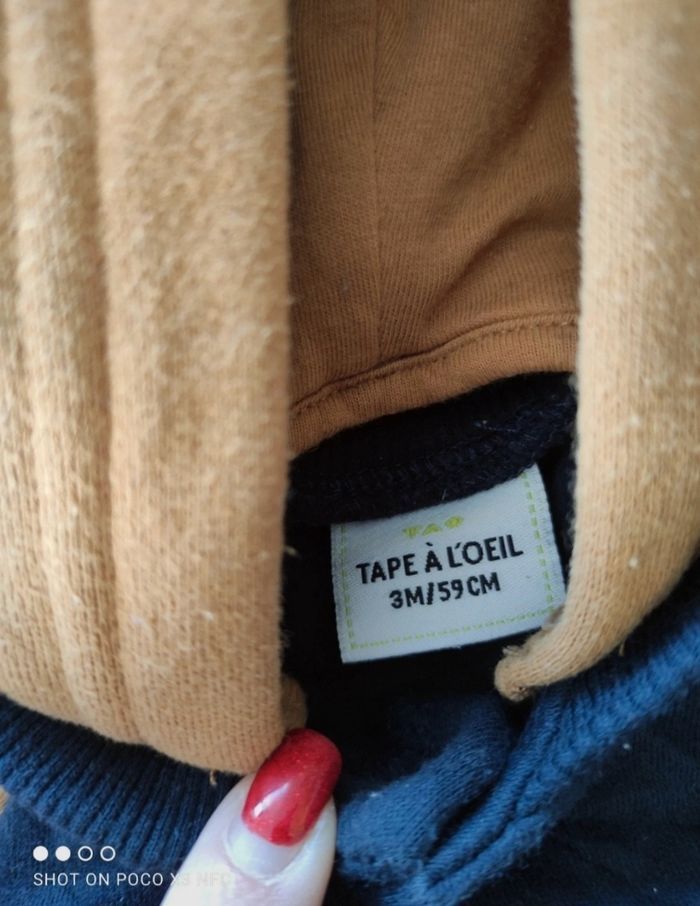 TAO
TAPE À L'OEIL
3M/59CM
SHOT ON POCO X3 NFC